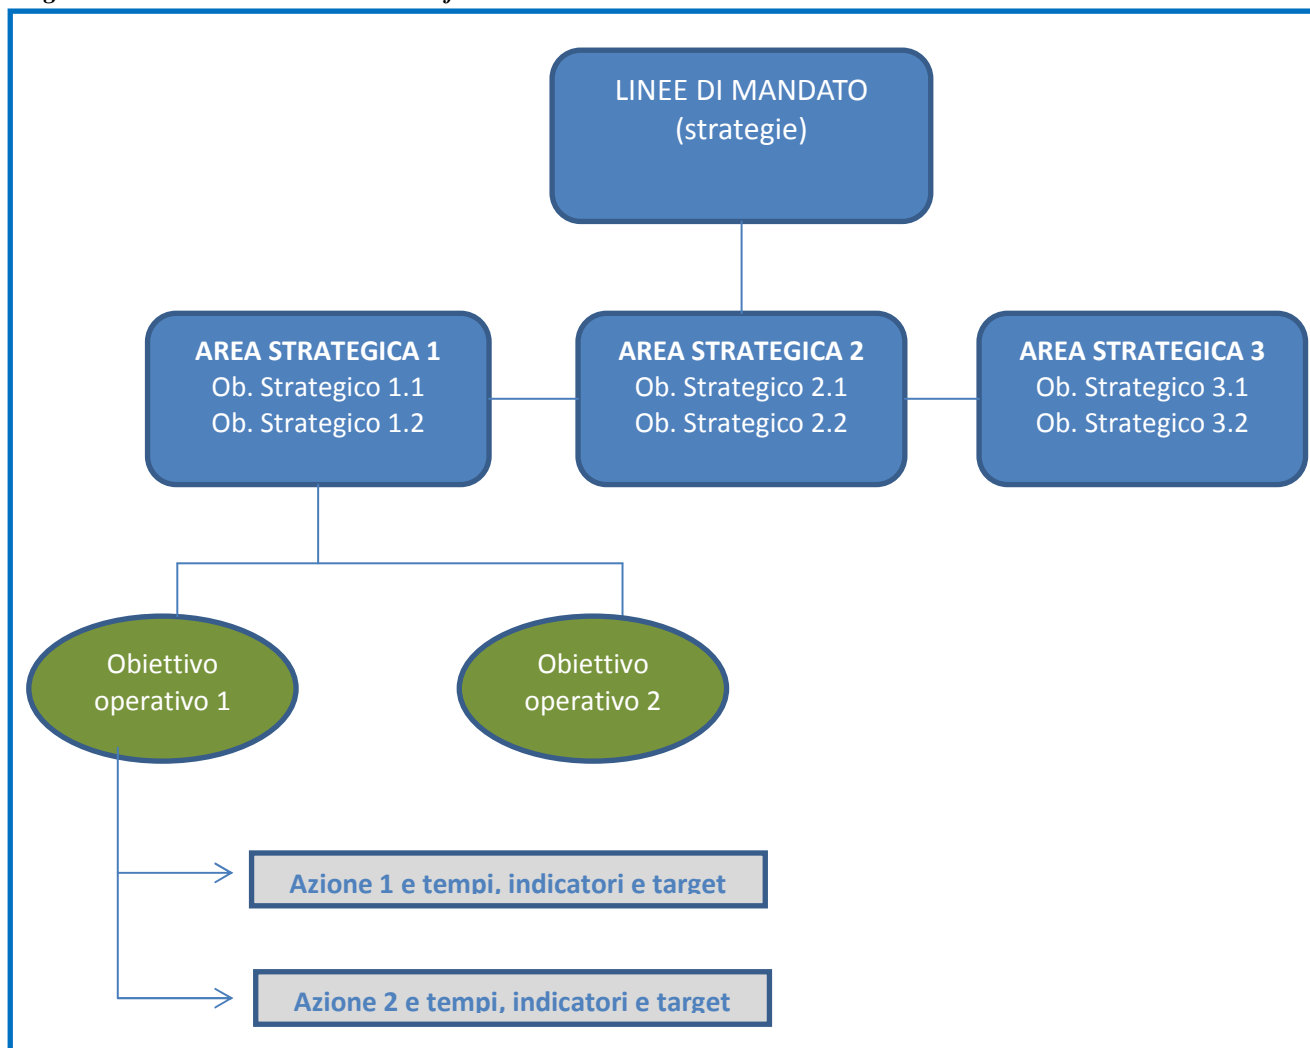 LINEE DI MANDATO
(strategie)
AREA STRATEGICA 1
Ob. Strategico 1.1
Ob. Strategico 1.2
AREA STRATEGICA 2
Ob. Strategico 2.1
Ob. Strategico 2.2
AREA STRATEGICA 3
Ob. Strategico 3.1
Ob. Strategico 3.2
Obiettivo
operativo 1
Obiettivo
operativo 2
Azione 1 e tempi, indicatori e target
Azione 2 e tempi, indicatori e target